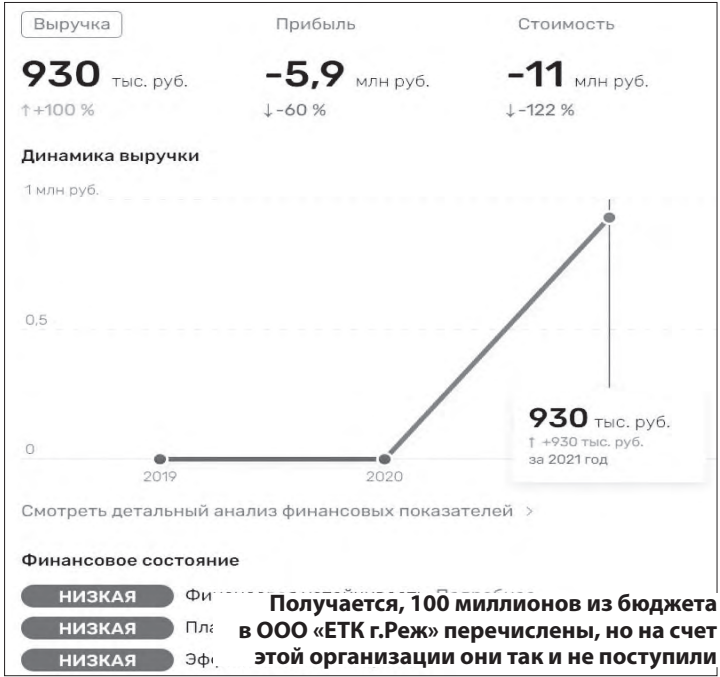 Выручка Прибыль Стоимость
930 тыс. руб. -5,9 млн руб. -11 млн руб.
↑+100 % ↓-60 % ↓-122 %
Динамика выручки
1 млн руб.
0,5
930 тыс. руб.
↑ +930 тыс. руб.
за 2021 год
0
2019 2020
Смотреть детальный анализ финансовых показателей >
Финансовое состояние
НИЗКАЯ
НИЗКАЯ
НИЗКАЯ
Получается, 100 миллионов из бюджета
в ООО «ЕТК г.Реж» перечислены, но на счет
этой организации они так и не поступили